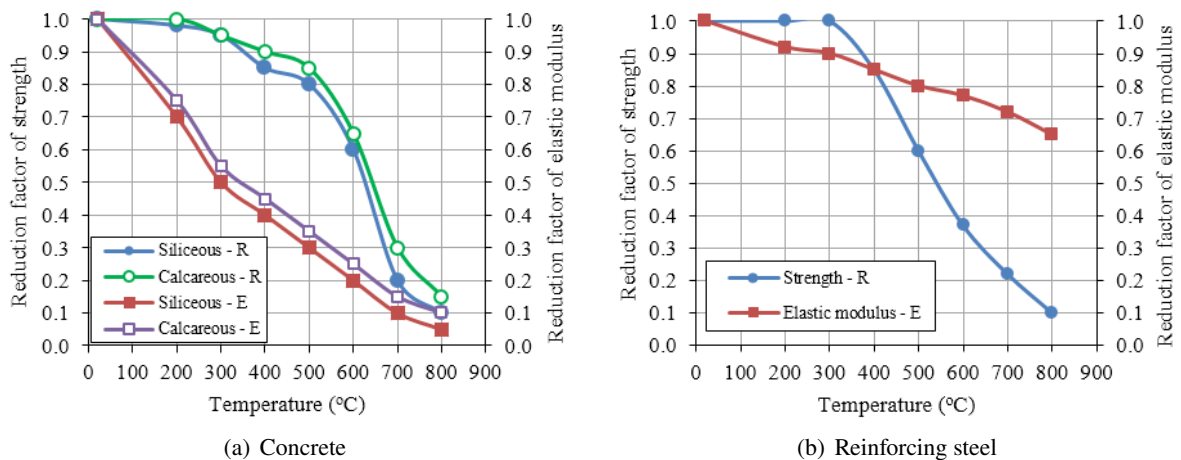 Reduction factor of strength
1.0
0.9
0.8
0.7
0.6
0.5
0.4
0.3
0.2
0.1
0.0
Siliceous - R
Calcareous - R
Siliceous - E
Calcareous - E
1.0
0.9
0.8
0.7
0.6
0.5
0.4
0.3
0.2
0.1
0.0
Reduction factor of elastic modulus
0 100 200 300 400 500 600 700 800 900
Temperature (°C)
(a) Concrete
Reduction factor of strength
1.0
0.9
0.8
0.7
0.6
0.5
0.4
0.3
0.2
0.1
0.0
Strength - R
Elastic modulus - E
1.0
0.9
0.8
0.7
0.6
0.5
0.4
0.3
0.2
0.1
0.0
Reduction factor of elastic modulus
0 100 200 300 400 500 600 700 800 900
Temperature (°C)
(b) Reinforcing steel